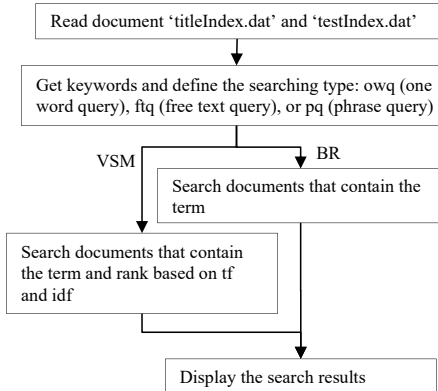 Read document ‘titleIndex.dat’ and ‘testIndex.dat’
Get keywords and define the searching type: owq (one
word query), ftq (free text query), or pq (phrase query)
VSM
BR
Search documents that contain the
term
Search documents that contain
the term and rank based on tf
and idf
Display the search results